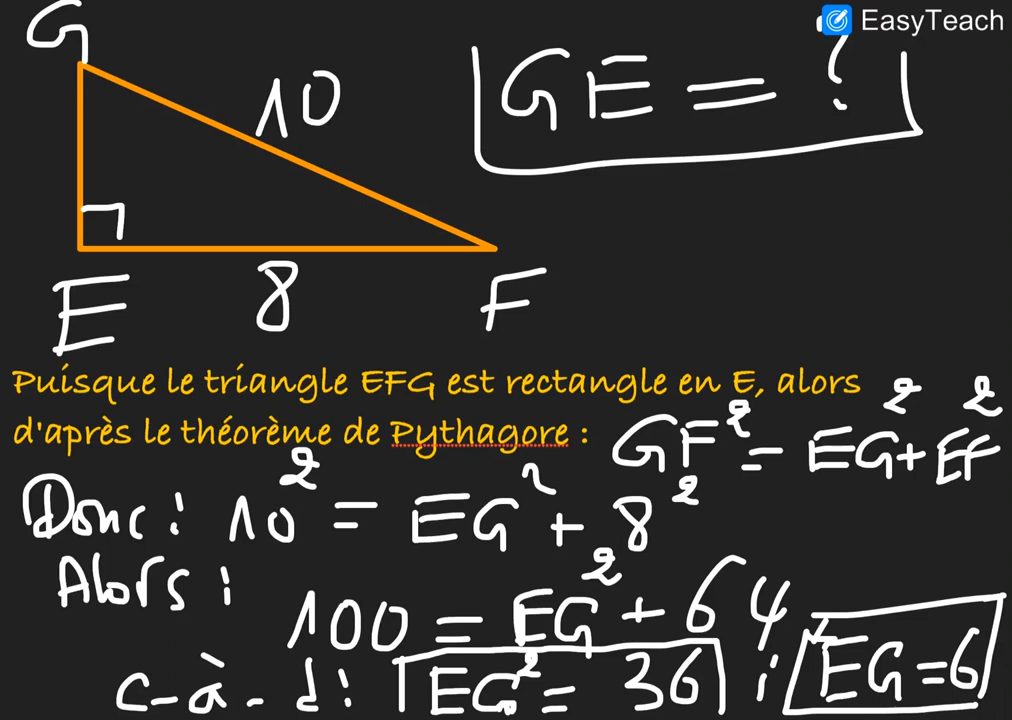 EasyTeach
G
10
GE = ?
E
8
F
Puisque le triangle EFG est rectangle en E, alors
d'après le théorème de Pythagore : GF² = EG² + EF²
Donc : 10² = EG² + 8²
Alors :
100 = EG² + 64
c-à-d : EG² = 36 ; EG = 6